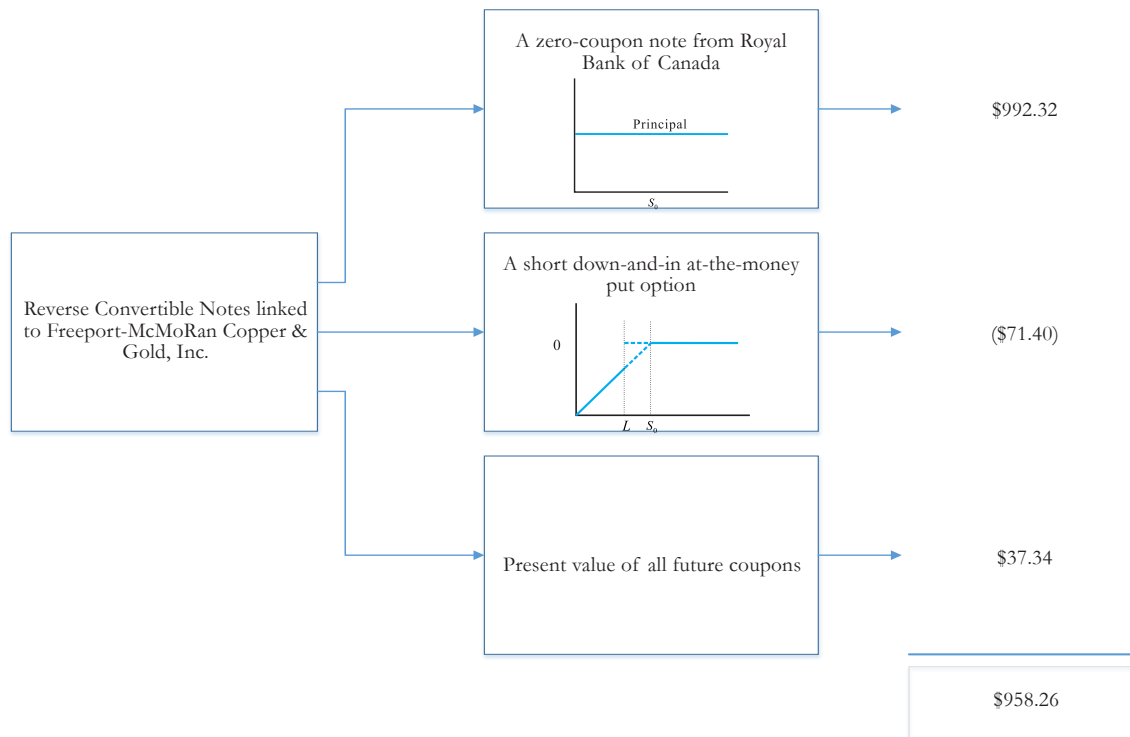 A zero-coupon note from Royal
Bank of Canada
Principal
S₀
$992.32
Reverse Convertible Notes linked
to Freeport-McMoRan Copper &
Gold, Inc.
A short down-and-in at-the-money
put option
0
L S₀
($71.40)
Present value of all future coupons
$37.34
$958.26